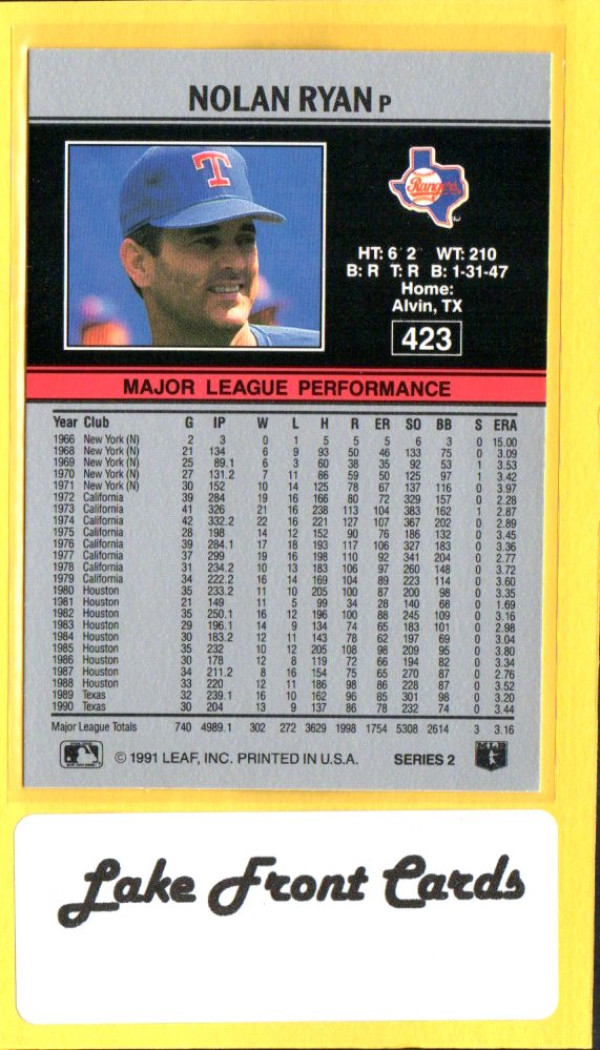 NOLAN RYAN P
T
Rangers
HT: 6' 2" WT: 210
B: R T: R B: 1-31-47
Home:
Alvin, TX
423
MAJOR LEAGUE PERFORMANCE
Year Club G IP W L H R ER SO BB S ERA
1966 New York (N) 2 3 0 1 5 5 5 6 3 0 15.00
1968 New York (N) 21 134 6 9 93 50 46 133 75 0 3.09
1969 New York (N) 25 89.1 6 3 60 38 35 92 53 1 3.53
1970 New York (N) 27 131.2 7 11 86 59 50 125 97 1 3.42
1971 New York (N) 30 152 10 14 125 78 67 137 116 0 3.97
1972 California 39 284 19 16 166 80 72 329 157 0 2.28
1973 California 41 326 21 16 238 113 104 383 162 1 2.87
1974 California 42 332.2 22 16 221 127 107 367 202 0 2.89
1975 California 28 198 14 12 152 90 76 186 132 0 3.45
1976 California 39 284.1 17 18 193 117 106 327 183 0 3.36
1977 California 37 299 19 16 198 110 92 341 204 0 2.77
1978 California 31 234.2 10 13 183 106 97 260 148 0 3.72
1979 California 34 222.2 16 14 169 104 89 223 114 0 3.60
1980 Houston 35 233.2 11 10 205 100 87 200 98 0 3.35
1981 Houston 21 149 11 5 99 34 28 140 68 0 1.69
1982 Houston 35 250.1 16 12 196 100 88 245 109 0 3.16
1983 Houston 29 196.1 14 9 134 74 65 183 101 0 2.98
1984 Houston 30 183.2 12 11 143 78 62 197 69 0 3.04
1985 Houston 35 232 10 12 205 108 98 209 95 0 3.80
1986 Houston 30 178 12 8 119 72 66 194 82 0 3.34
1987 Houston 34 211.2 8 16 154 75 65 270 87 0 2.76
1988 Houston 33 220 12 11 186 98 86 228 87 0 3.52
1989 Texas 32 239.1 16 10 162 96 85 301 98 0 3.20
1990 Texas 30 204 13 9 137 86 78 232 74 0 3.44
Major League Totals 740 4989.1 302 272 3629 1998 1754 5308 2614 3 3.16
© 1991 LEAF, INC. PRINTED IN U.S.A. SERIES 2
Lake Front Cards